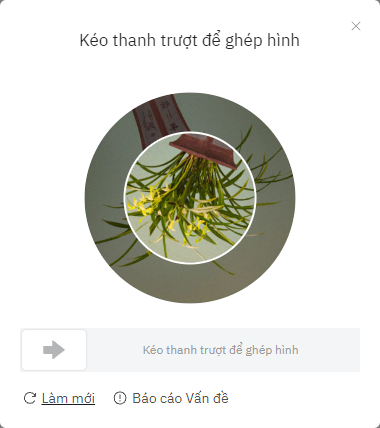 Kéo thanh trượt để ghép hình
Kéo thanh trượt để ghép hình
Làm mới
Báo cáo Vấn đề